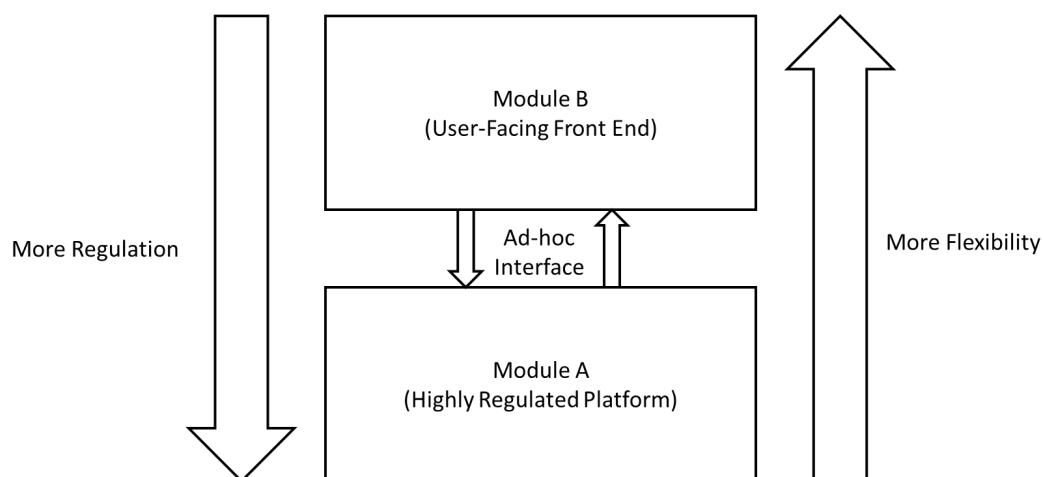 Module B
(User-Facing Front End)
More Regulation
Ad-hoc
Interface
More Flexibility
Module A
(Highly Regulated Platform)